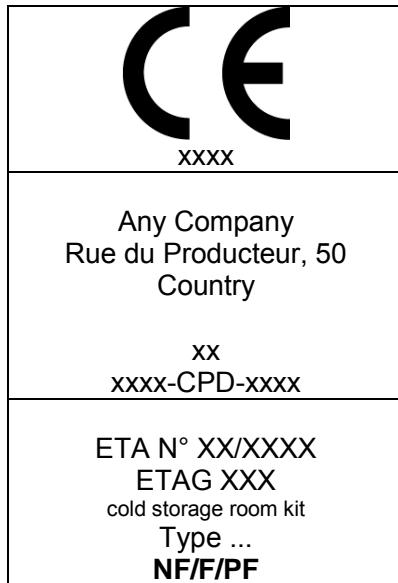 CE
xxxx
Any Company
Rue du Producteur, 50
Country
xx
xxxx-CPD-xxxx
ETA N° XX/XXXX
ETAG XXX
cold storage room kit
Type ...
NF/F/PF